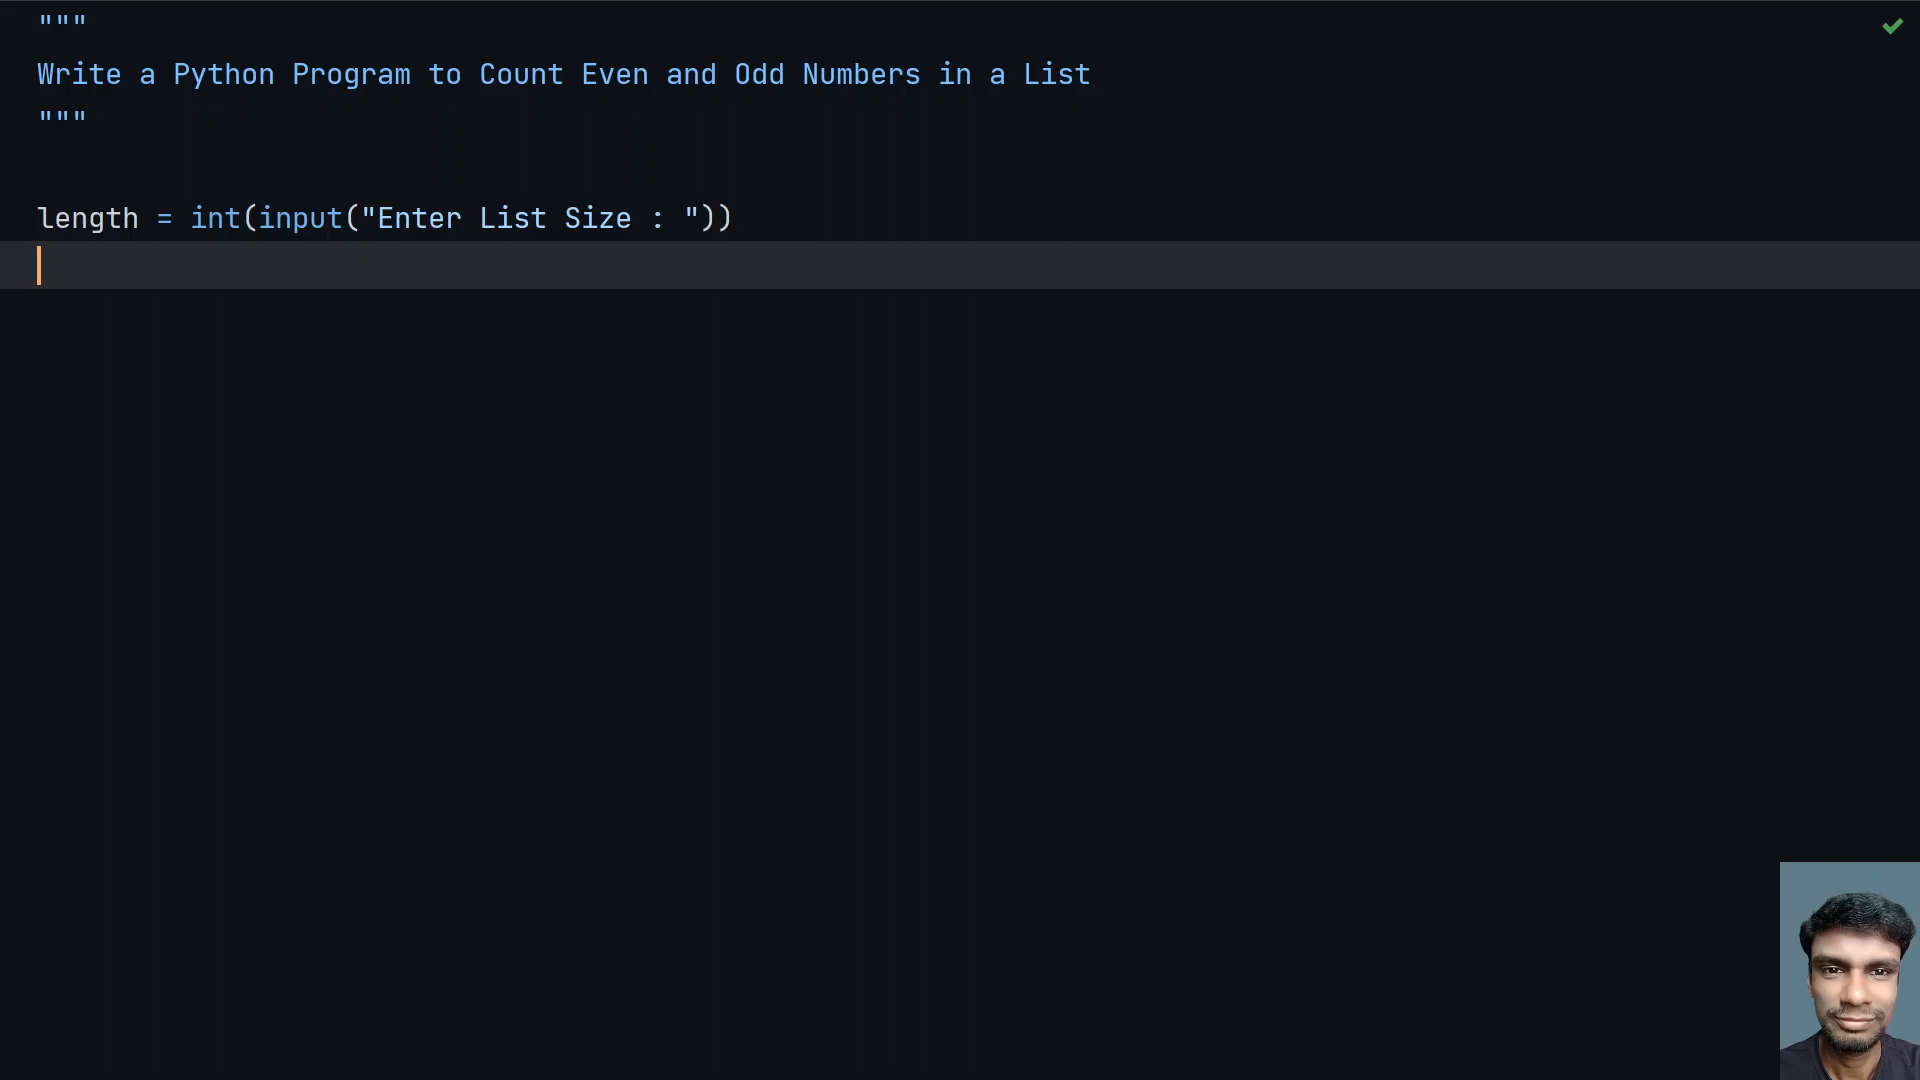 """
Write a Python Program to Count Even and Odd Numbers in a List
"""
length = int(input("Enter List Size : "))